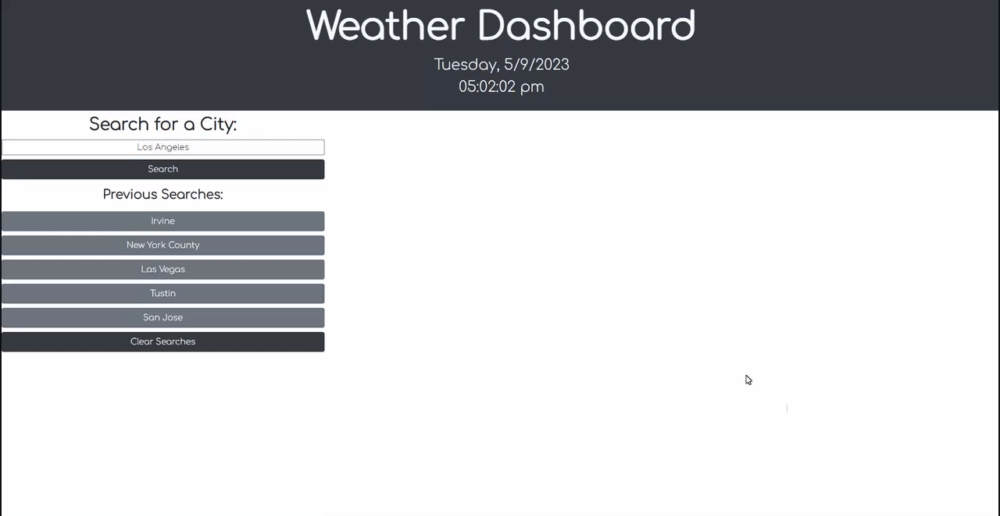 Weather Dashboard
Tuesday, 5/9/2023
05:02:02 pm
Search for a City:
Los Angeles
Search
Previous Searches:
Irvine
New York County
Las Vegas
Tustin
San Jose
Clear Searches